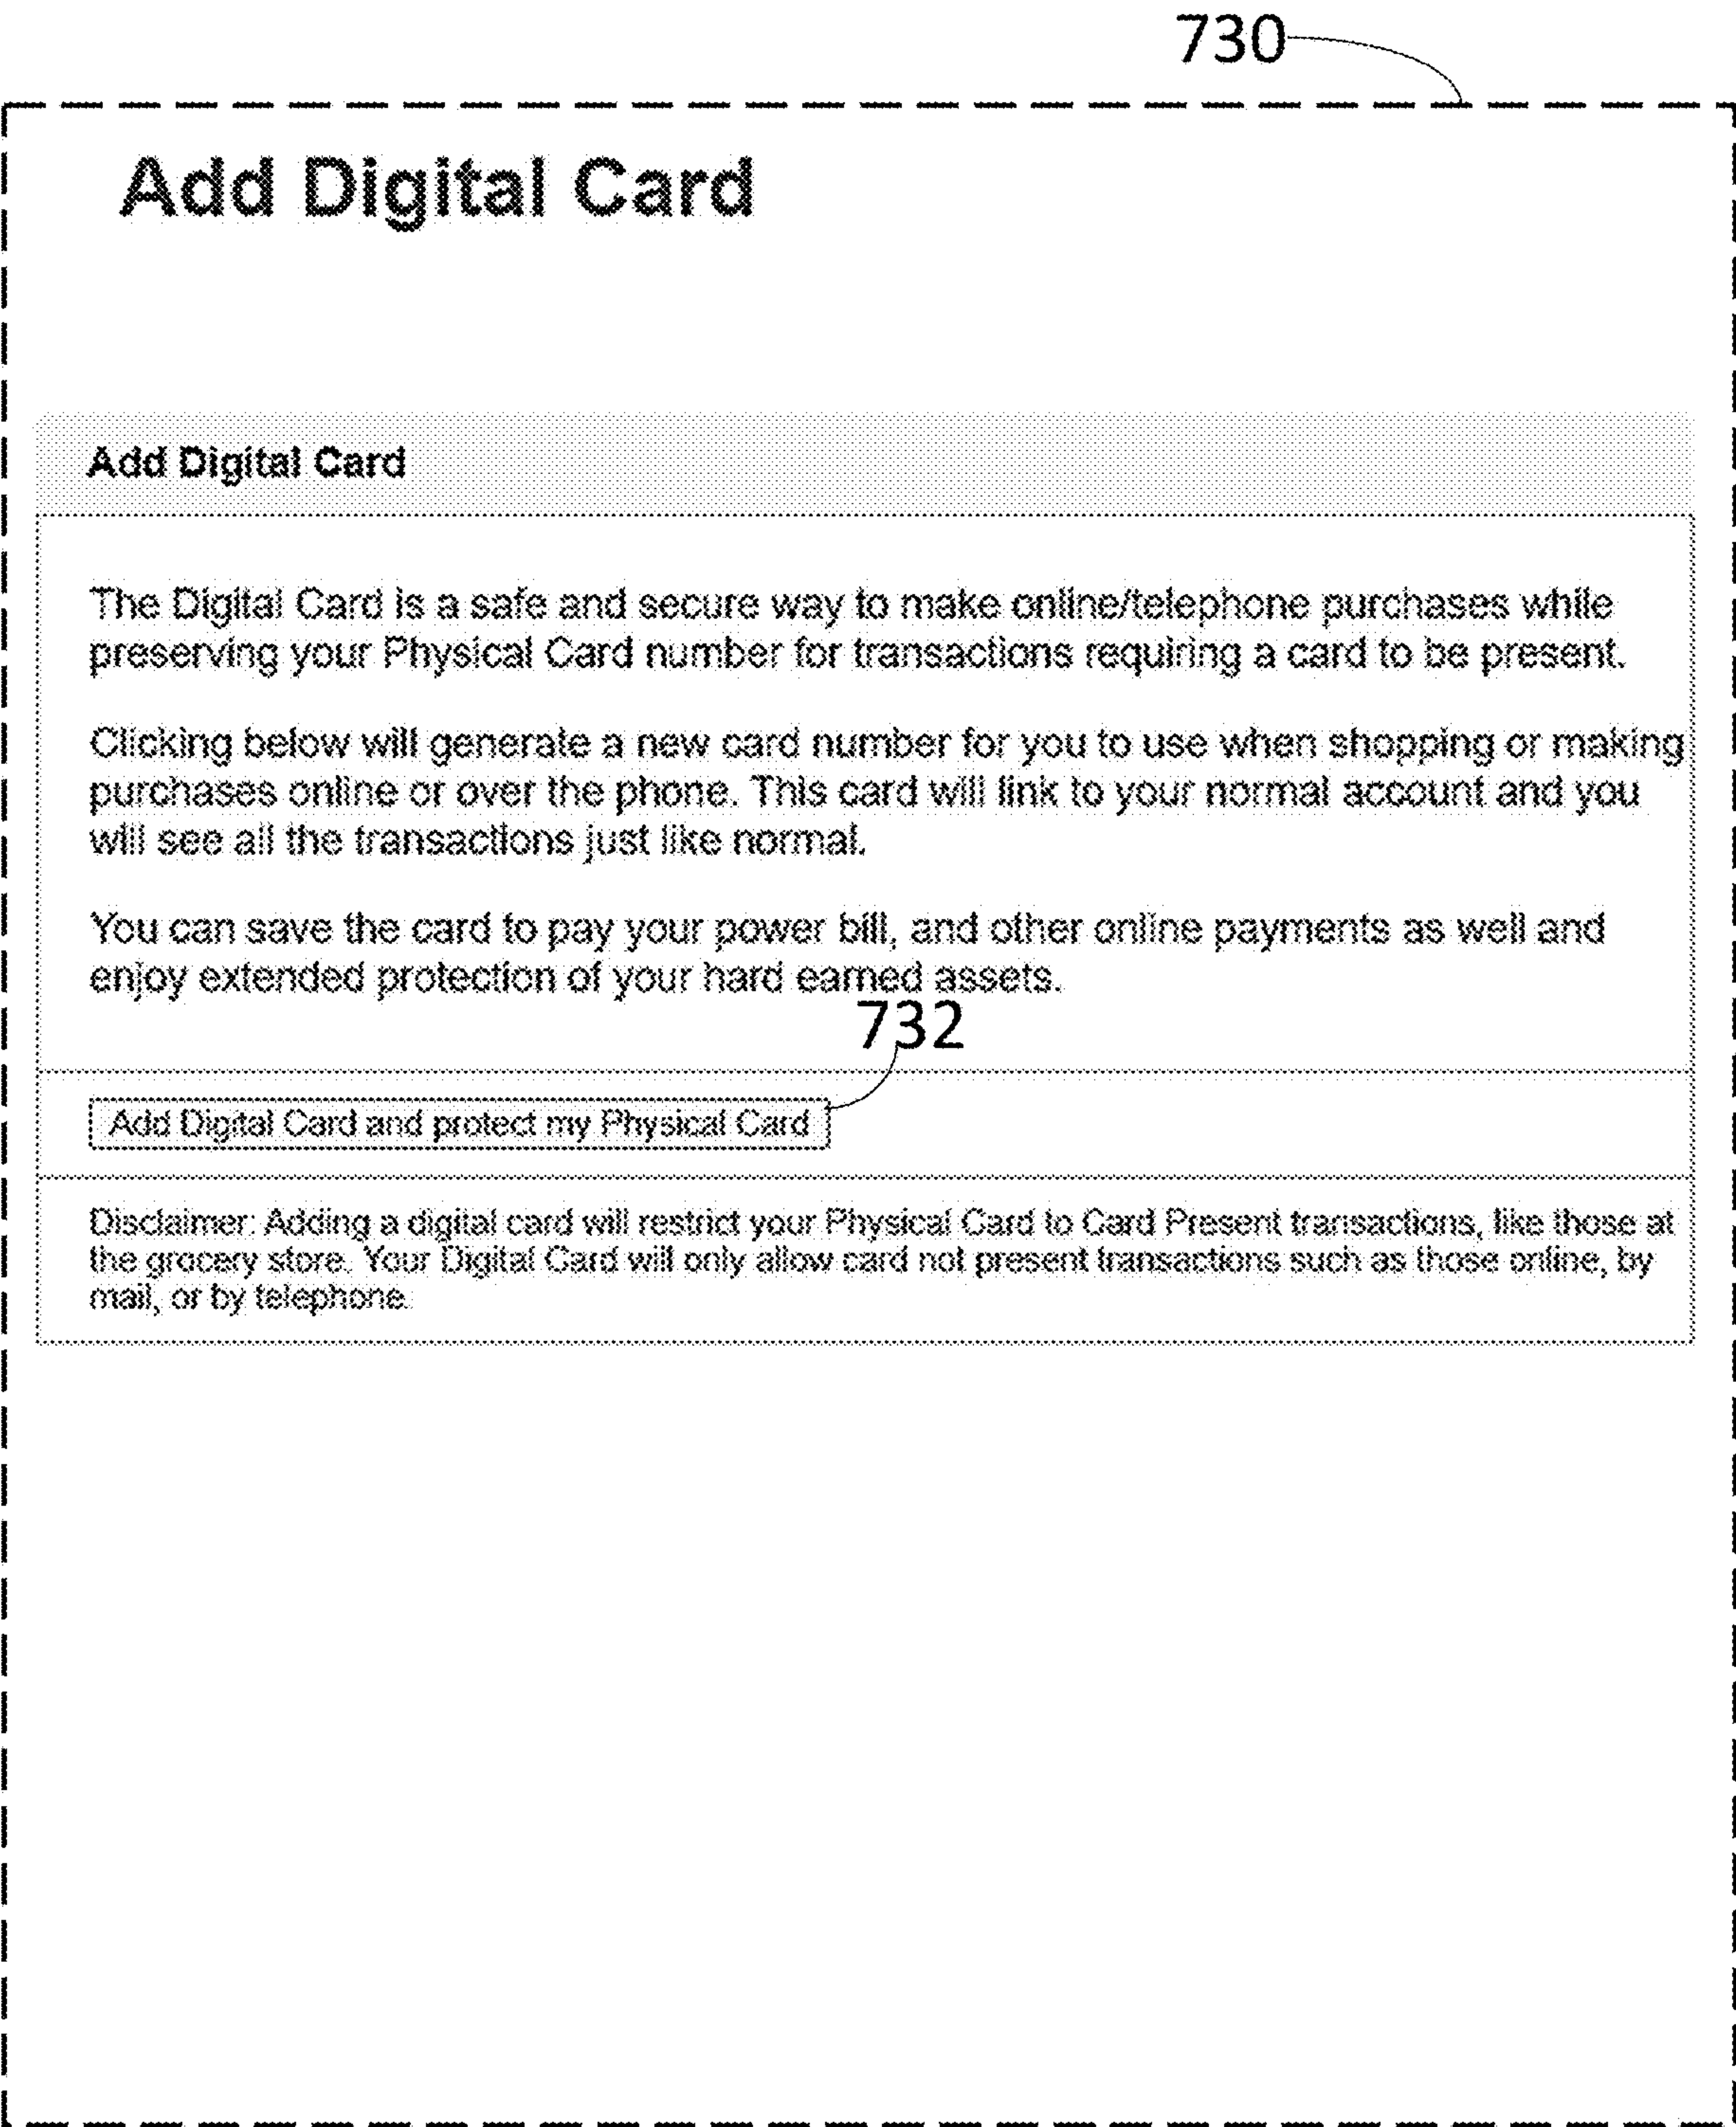 730
Add Digital Card
Add Digital Card
The Digital Card is a safe and secure way to make online/telephone purchases while
preserving your Physical Card number for transactions requiring a card to be present.
Clicking below will generate a new card number for you to use when shopping or making
purchases online or over the phone. This card will link to your normal account and you
will see all the transactions just like normal.
You can save the card to pay your power bill, and other online payments as well and
enjoy extended protection of your hard earned assets.
732
Add Digital Card and protect my Physical Card
Disclaimer: Adding a digital card will restrict your Physical Card to Card Present transactions, like those at
the grocery store. Your Digital Card will only allow card not present transactions such as those online, by
mail, or by telephone.